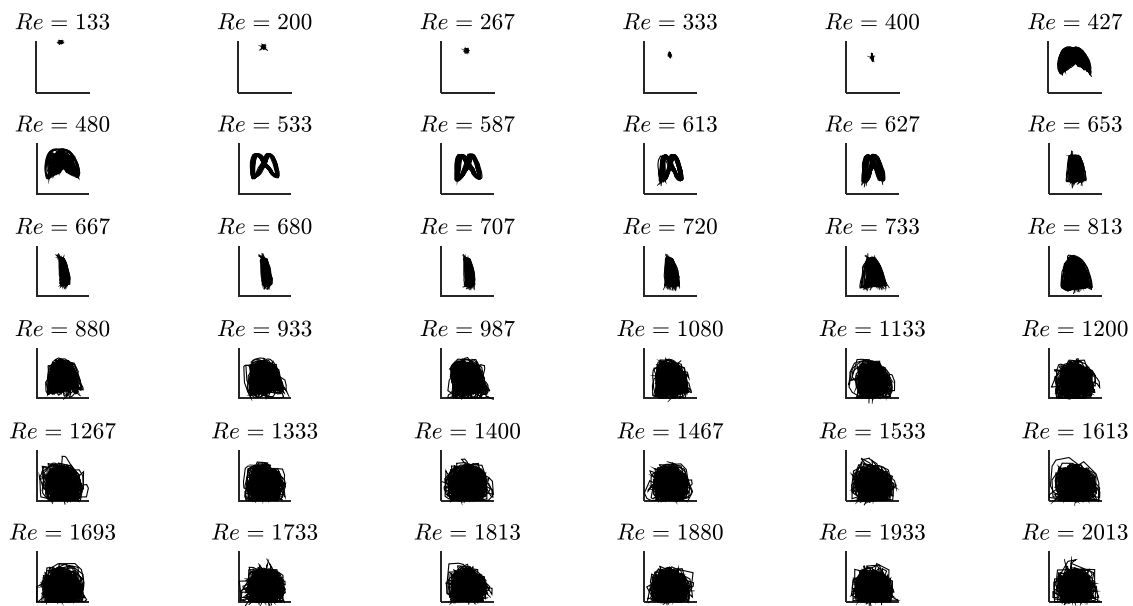 Re = 133 Re = 200 Re = 267 Re = 333 Re = 400 Re = 427
Re = 480 Re = 533 Re = 587 Re = 613 Re = 627 Re = 653
Re = 667 Re = 680 Re = 707 Re = 720 Re = 733 Re = 813
Re = 880 Re = 933 Re = 987 Re = 1080 Re = 1133 Re = 1200
Re = 1267 Re = 1333 Re = 1400 Re = 1467 Re = 1533 Re = 1613
Re = 1693 Re = 1733 Re = 1813 Re = 1880 Re = 1933 Re = 2013